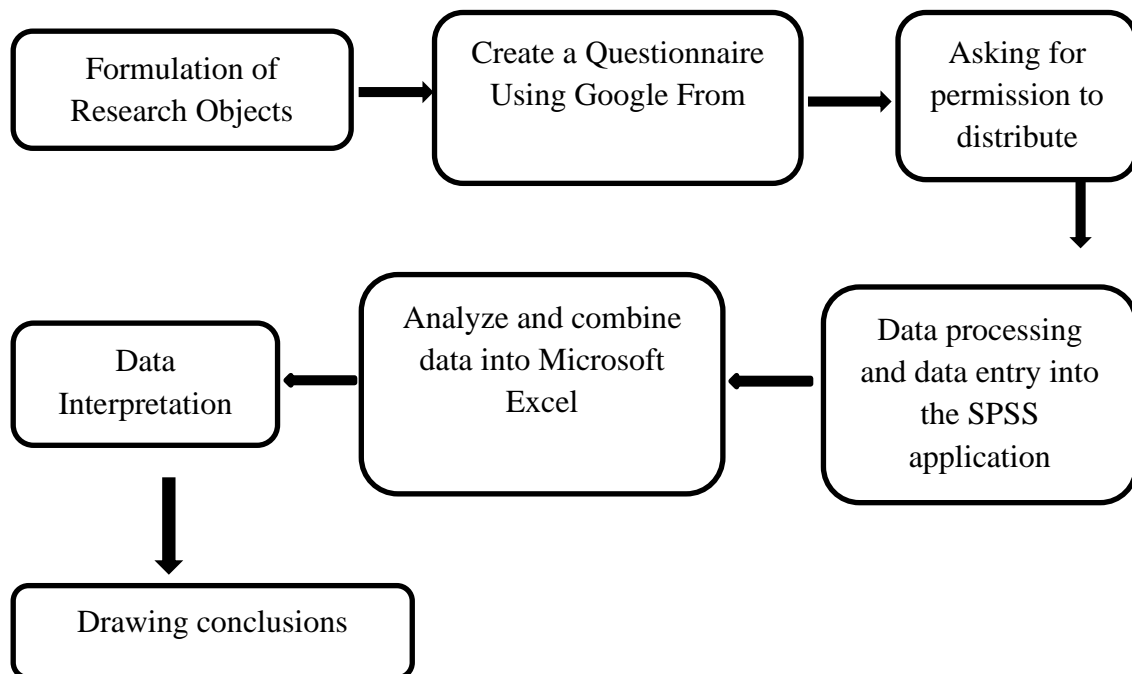 Formulation of
Research Objects
Create a Questionnaire
Using Google From
Asking for
permission to
distribute
Data processing
and data entry into
the SPSS
application
Analyze and combine
data into Microsoft
Excel
Data
Interpretation
Drawing conclusions